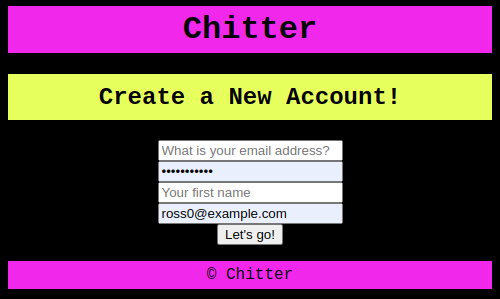 Chitter
Create a New Account!
What is your email address?
•••••••••••
Your first name
ross0@example.com
Let's go!
© Chitter